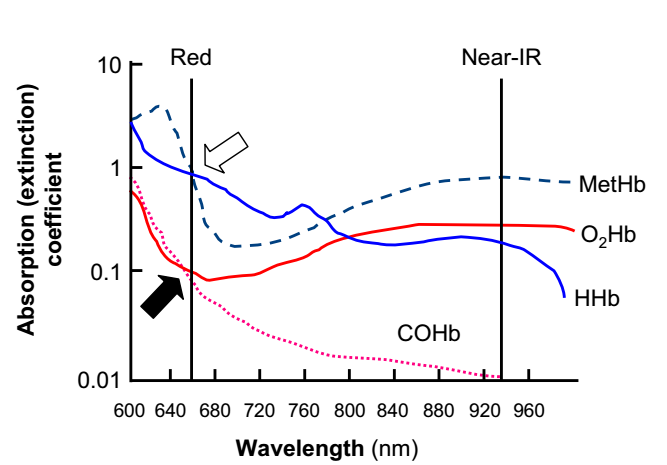 Red
Near-IR
10
1
0.1
0.01
Absorption (extinction)
coefficient
MetHb
O₂Hb
HHb
COHb
600 640 680 720 760 800 840 880 920 960
Wavelength (nm)